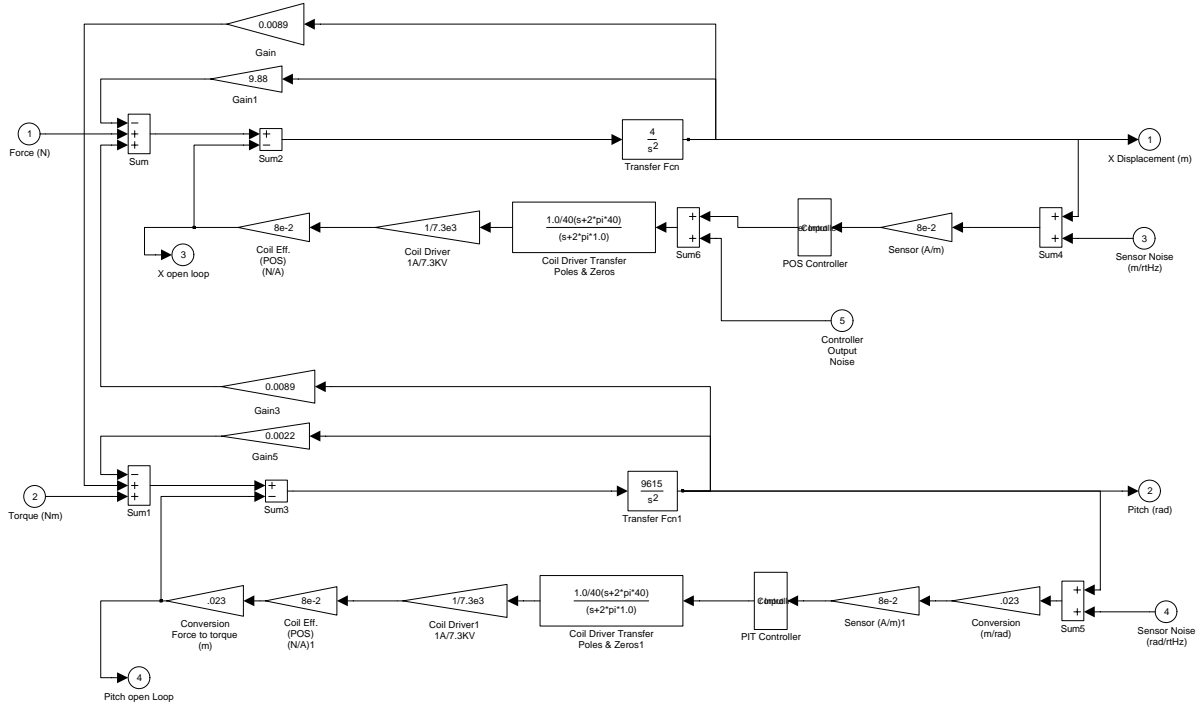 0.0089
Gain
9.88
Gain1
1
Force (N)
−
+
+
Sum
+
−
Sum2
4
s²
Transfer Fcn
1
X Displacement (m)
3
X open loop
8e-2
Coil Eff.
(POS)
(N/A)
1/7.3e3
Coil Driver
1A/7.3KV
1.0/40(s+2*pi*40)
(s+2*pi*1.0)
Coil Driver Transfer
Poles & Zeros
+
+
Sum6
POS Controller
8e-2
Sensor (A/m)
+
+
Sum4
3
Sensor Noise
(m/rtHz)
5
Controller
Output
Noise
0.0089
Gain3
0.0022
Gain5
2
Torque (Nm)
−
+
+
Sum1
+
−
Sum3
9615
s²
Transfer Fcn1
2
Pitch (rad)
.023
Conversion
Force to torque
(m)
8e-2
Coil Eff.
(POS)
(N/A)1
1/7.3e3
Coil Driver1
1A/7.3KV
1.0/40(s+2*pi*40)
(s+2*pi*1.0)
Coil Driver Transfer
Poles & Zeros1
PIT Controller
8e-2
Sensor (A/m)1
.023
Conversion
(m/rad)
+
+
Sum5
4
Sensor Noise
(rad/rtHz)
4
Pitch open Loop